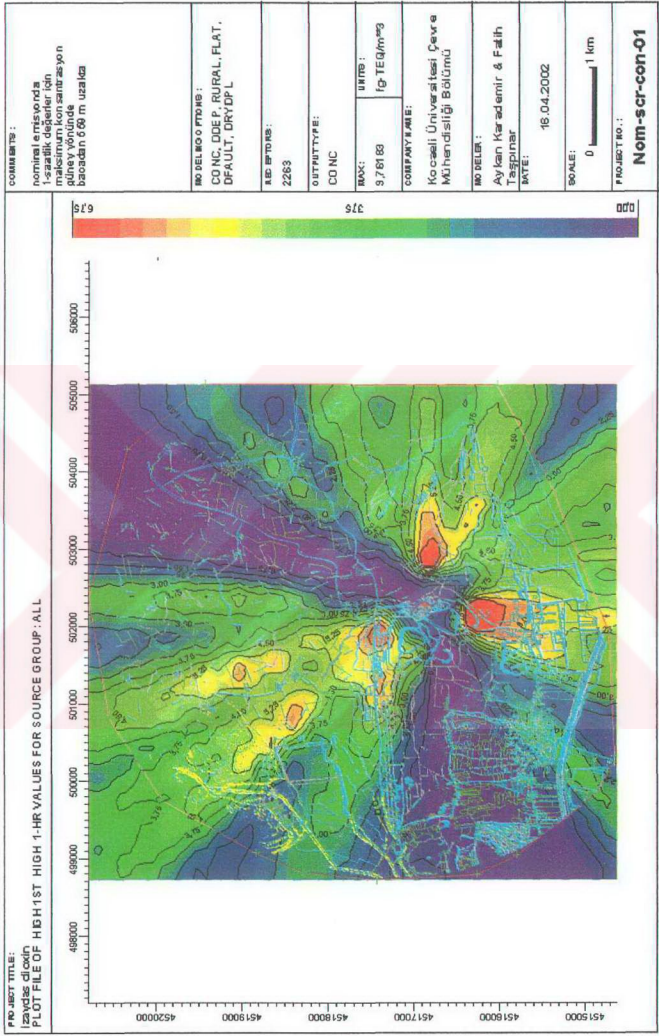 PROJECT TITLE:
izaydas dioxin
PLOT FILE OF HIGH 1ST HIGH 1-HR VALUES FOR SOURCE GROUP: ALL
498000
499000
500000
501000
502000
503000
504000
505000
506000
4520000
4519000
4518000
4517000
4516000
4515000
6.75
3.75
0.00
COMMENTS:
nominal emisyonda
1-saatlik değerler için
maksimum konsantrasyon
güney yönünde
bacadan 656 m uzakta
MODELING OPTIONS:
CONC, DDEP, RURAL, FLAT,
DFAULT, DRYDPL
RECEPTORS:
2263
OUTPUT TYPE:
CONC
MAX:
9,76163
UNITS:
fg-TEQ/m**3
COMPANY NAME:
Kocaeli Üniversitesi Çevre
Mühendisliği Bölümü
MODELER:
Aykan Karademir & Fatih
Taşpınar
DATE:
16.04.2002
SCALE:
0
1 km
PROJECT NO.:
Nom-scr-con-01